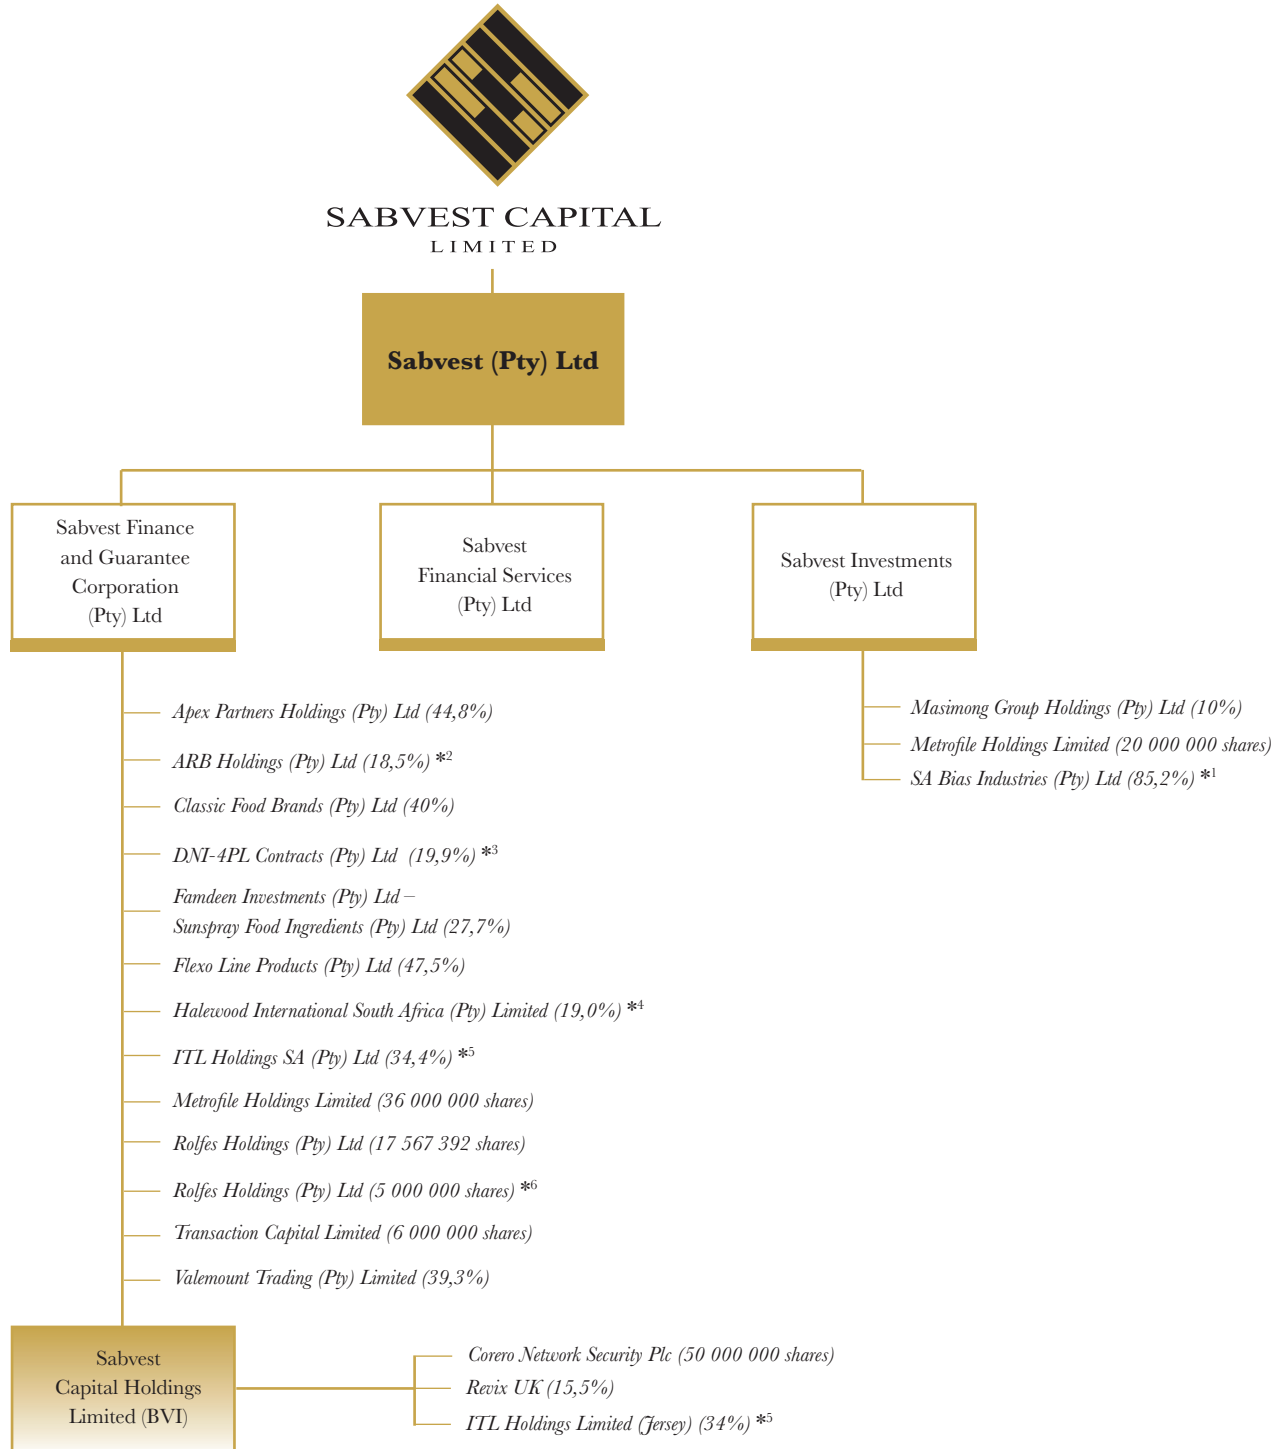 SABVEST CAPITAL
LIMITED
Sabvest (Pty) Ltd
Sabvest Finance
and Guarantee
Corporation
(Pty) Ltd
Sabvest
Financial Services
(Pty) Ltd
Sabvest Investments
(Pty) Ltd
Apex Partners Holdings (Pty) Ltd (44,8%)
ARB Holdings (Pty) Ltd (18,5%) *2
Classic Food Brands (Pty) Ltd (40%)
DNI-4PL Contracts (Pty) Ltd (19,9%) *3
Famdeen Investments (Pty) Ltd –
Sunspray Food Ingredients (Pty) Ltd (27,7%)
Flexo Line Products (Pty) Ltd (47,5%)
Halewood International South Africa (Pty) Limited (19,0%) *4
ITL Holdings SA (Pty) Ltd (34,4%) *5
Metrofile Holdings Limited (36 000 000 shares)
Rolfes Holdings (Pty) Ltd (17 567 392 shares)
Rolfes Holdings (Pty) Ltd (5 000 000 shares) *6
Transaction Capital Limited (6 000 000 shares)
Valemount Trading (Pty) Limited (39,3%)
Masimong Group Holdings (Pty) Ltd (10%)
Metrofile Holdings Limited (20 000 000 shares)
SA Bias Industries (Pty) Ltd (85,2%) *1
Sabvest
Capital Holdings
Limited (BVI)
Corero Network Security Plc (50 000 000 shares)
Revix UK (15,5%)
ITL Holdings Limited (Jersey) (34%) *5